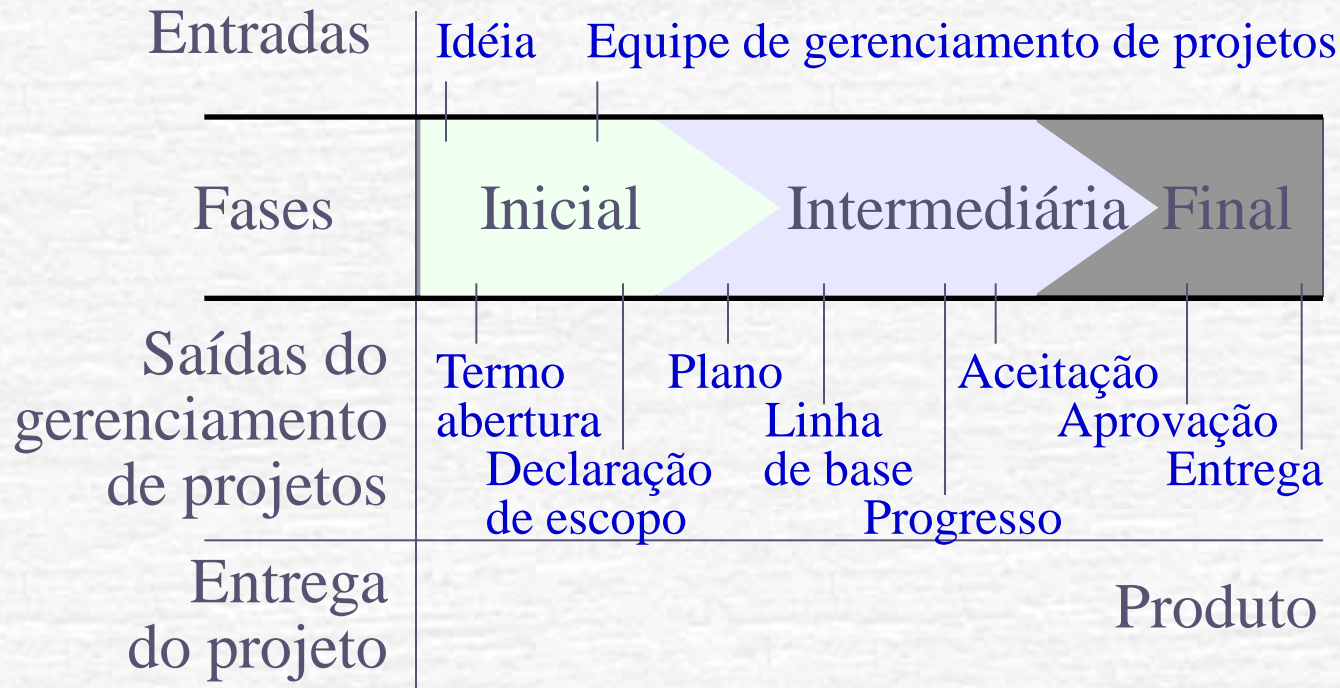 Entradas
Idéia
Equipe de gerenciamento de projetos
Fases
Inicial
Intermediária
Final
Saídas do
gerenciamento
de projetos
Termo
abertura
Declaração
de escopo
Plano
Linha
de base
Progresso
Aceitação
Aprovação
Entrega
Entrega
do projeto
Produto